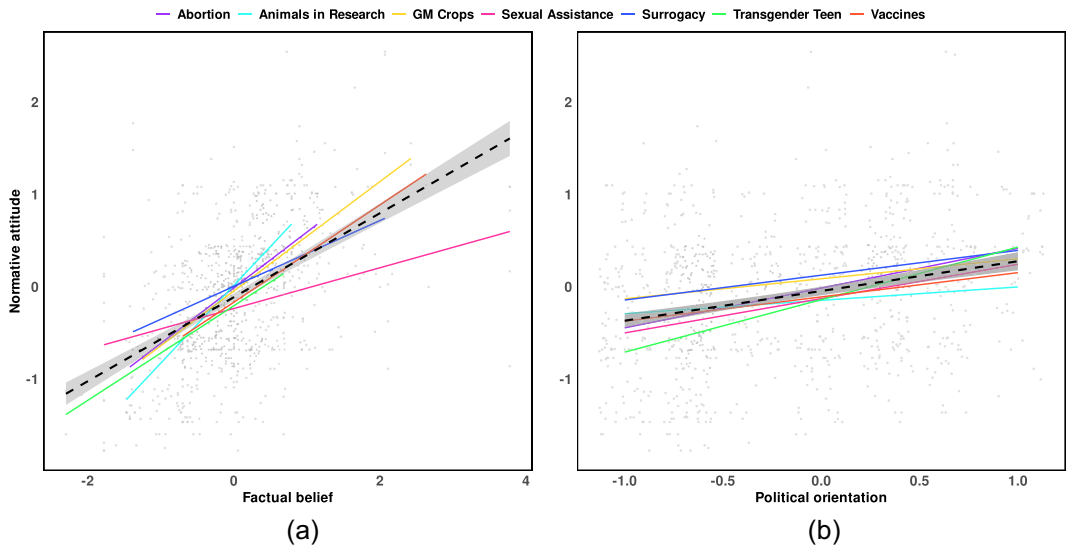 Abortion Animals in Research GM Crops Sexual Assistance Surrogacy Transgender Teen Vaccines
Normative attitude
2
1
0
-1
-2 0 2 4
Factual belief
(a)
2
1
0
-1
-1.0 -0.5 0.0 0.5 1.0
Political orientation
(b)